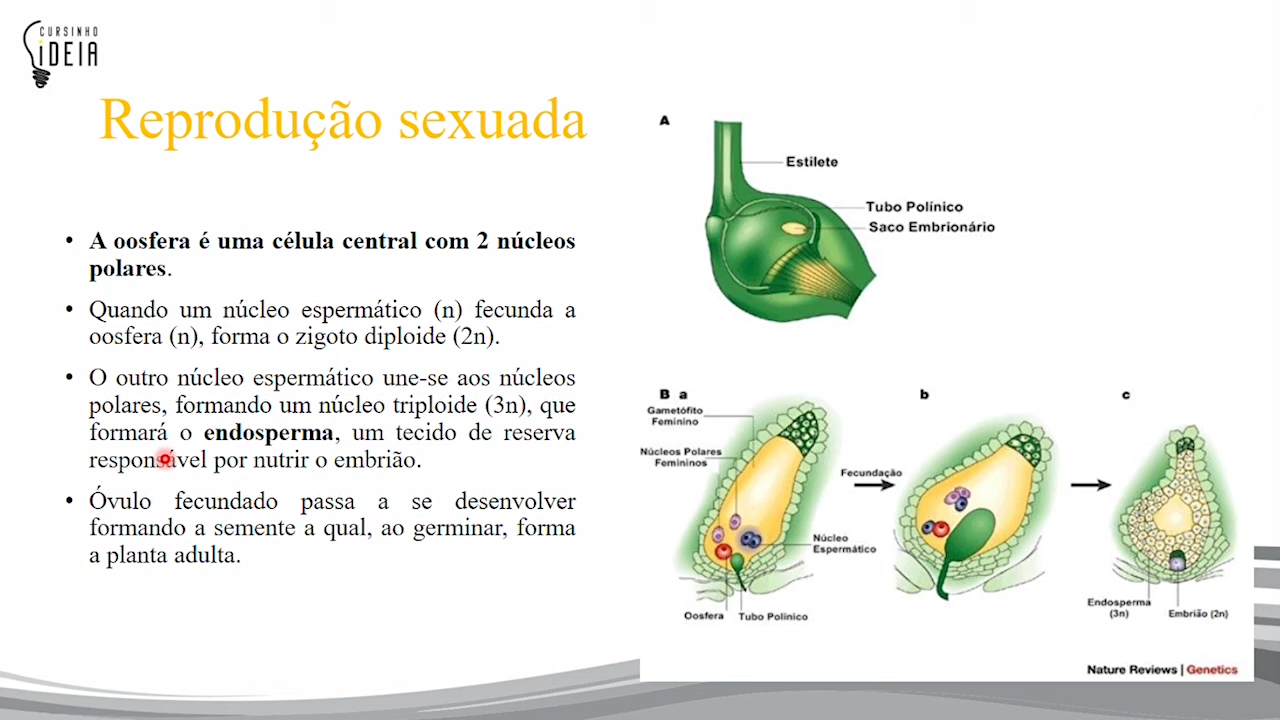 CURSINHO
iDEIA
Reprodução sexuada
• A oosfera é uma célula central com 2 núcleos
polares.
• Quando um núcleo espermático (n) fecunda a
oosfera (n), forma o zigoto diploide (2n).
• O outro núcleo espermático une-se aos núcleos
polares, formando um núcleo triploide (3n), que
formará o endosperma, um tecido de reserva
responsável por nutrir o embrião.
• Óvulo fecundado passa a se desenvolver
formando a semente a qual, ao germinar, forma
a planta adulta.
A
Estilete
Tubo Polínico
Saco Embrionário
B a
Gametófito
Feminino
Núcleos Polares
Femininos
Núcleo
Espermático
Oosfera
Tubo Polínico
Fecundação
b
c
Endosperma
(3n)
Embrião (2n)
Nature Reviews | Genetics